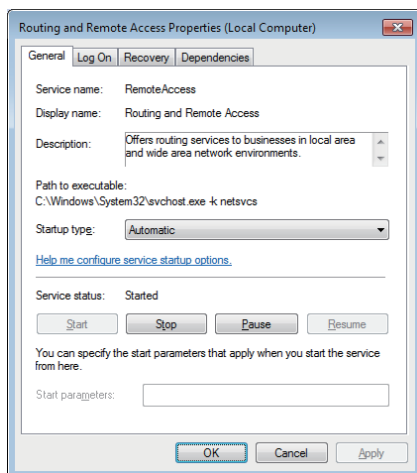 Routing and Remote Access Properties (Local Computer)
General Log On Recovery Dependencies
Service name: RemoteAccess
Display name: Routing and Remote Access
Description: Offers routing services to businesses in local area
and wide area network environments.
Path to executable:
C:\Windows\System32\svchost.exe -k netsvcs
Startup type: Automatic
Help me configure service startup options.
Service status: Started
Start Stop Pause Resume
You can specify the start parameters that apply when you start the service
from here.
Start parameters:
OK Cancel Apply